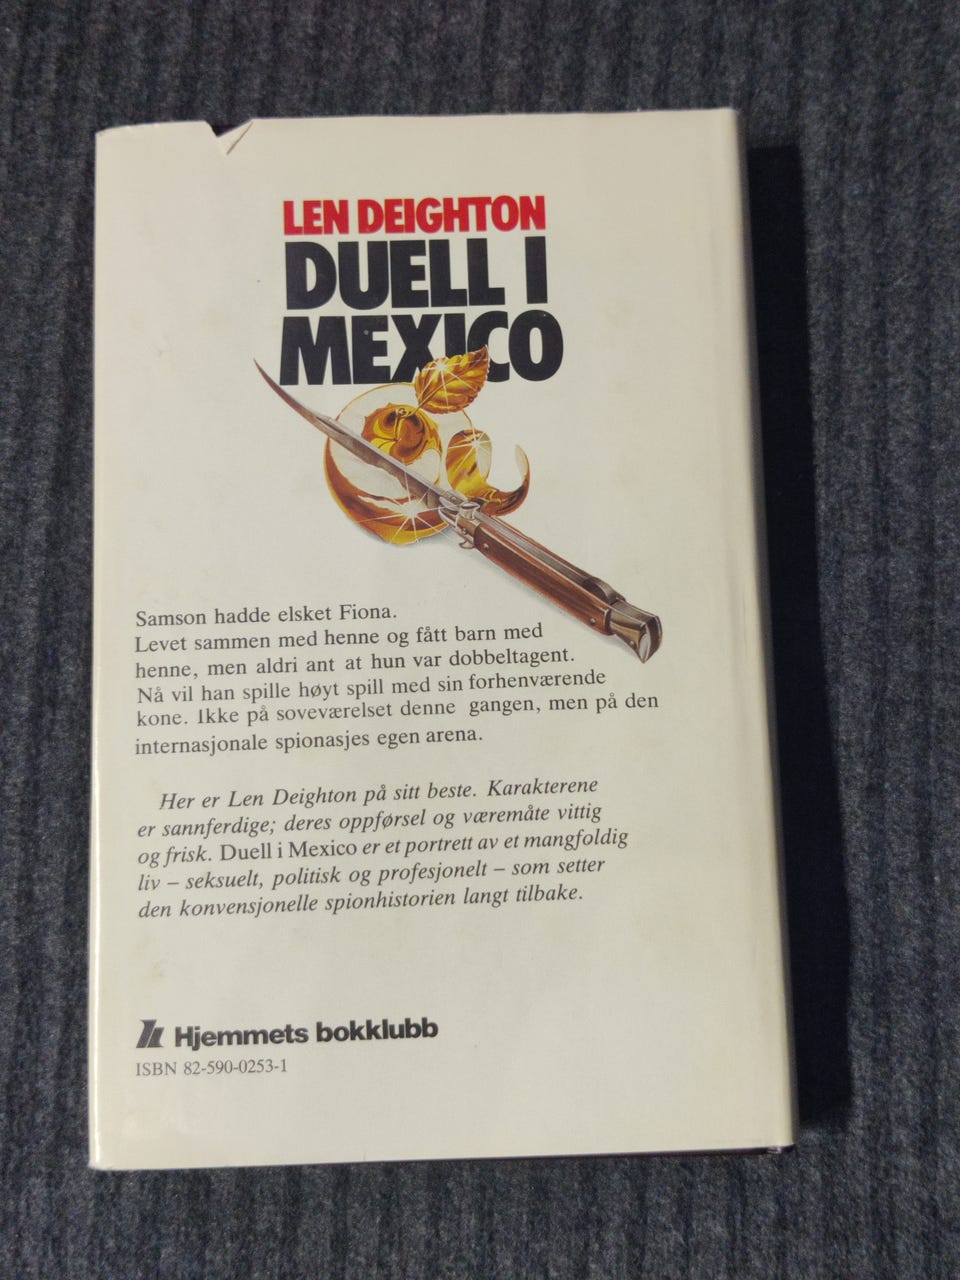 LEN DEIGHTON
DUELL I
MEXICO
Samson hadde elsket Fiona.
Levet sammen med henne og fått barn med
henne, men aldri ant at hun var dobbeltagent.
Nå vil han spille høyt spill med sin forhenværende
kone. Ikke på soveværelset denne gangen, men på den
internasjonale spionasjes egen arena.
Her er Len Deighton på sitt beste. Karakterene
er sannferdige; deres oppførsel og væremåte vittig
og frisk. Duell i Mexico er et portrett av et mangfoldig
liv – seksuelt, politisk og profesjonelt – som setter
den konvensjonelle spionhistorien langt tilbake.
Hjemmets bokklubb
ISBN 82-590-0253-1